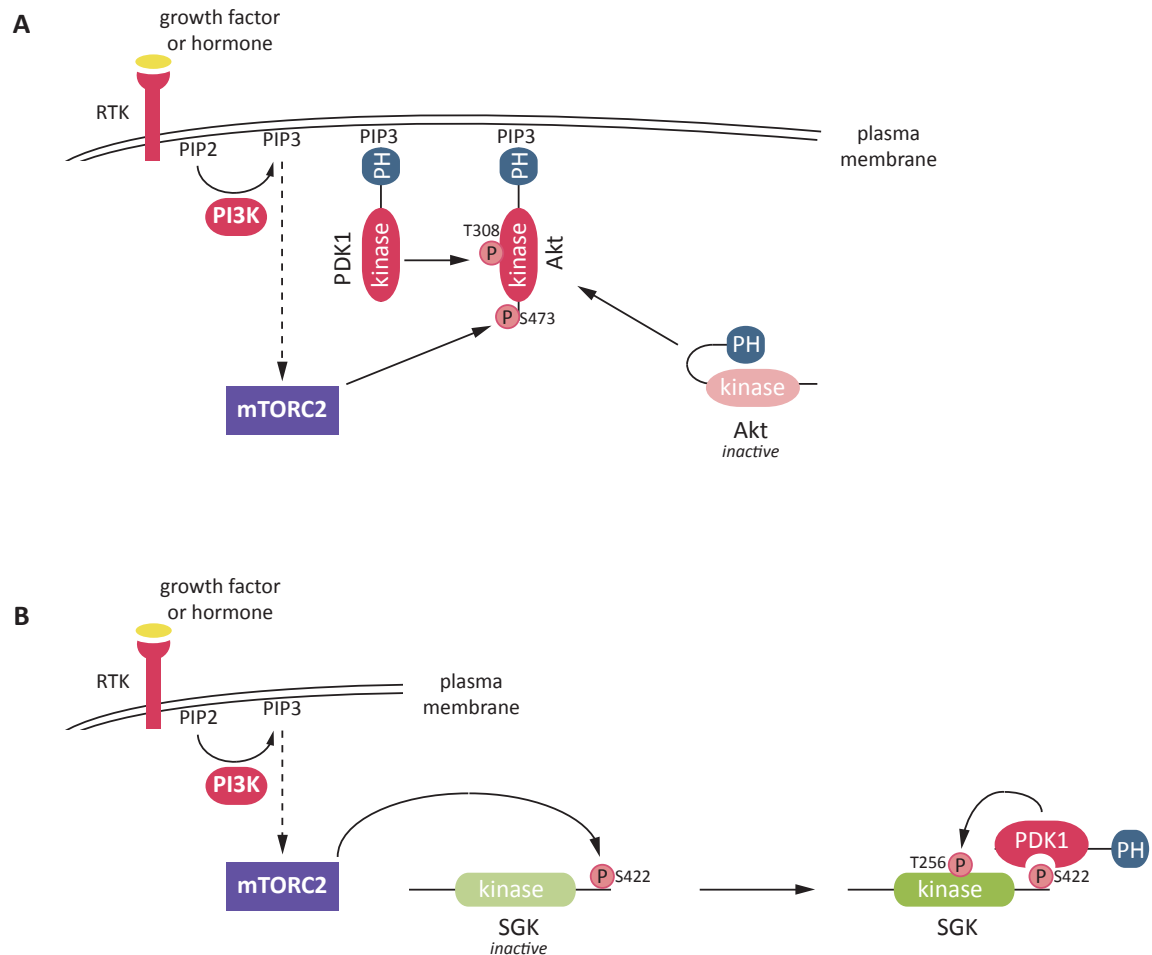 A
growth factor
or hormone
RTK
plasma
membrane
PIP2
PIP3
PIP3
PIP3
PH
PH
PI3K
PDK1
kinase
T308
P
kinase
Akt
P
S473
mTORC2
PH
kinase
Akt
inactive
B
growth factor
or hormone
RTK
plasma
membrane
PIP2
PIP3
PI3K
mTORC2
kinase
P
S422
SGK
inactive
T256
P
PDK1
PH
kinase
P
S422
SGK